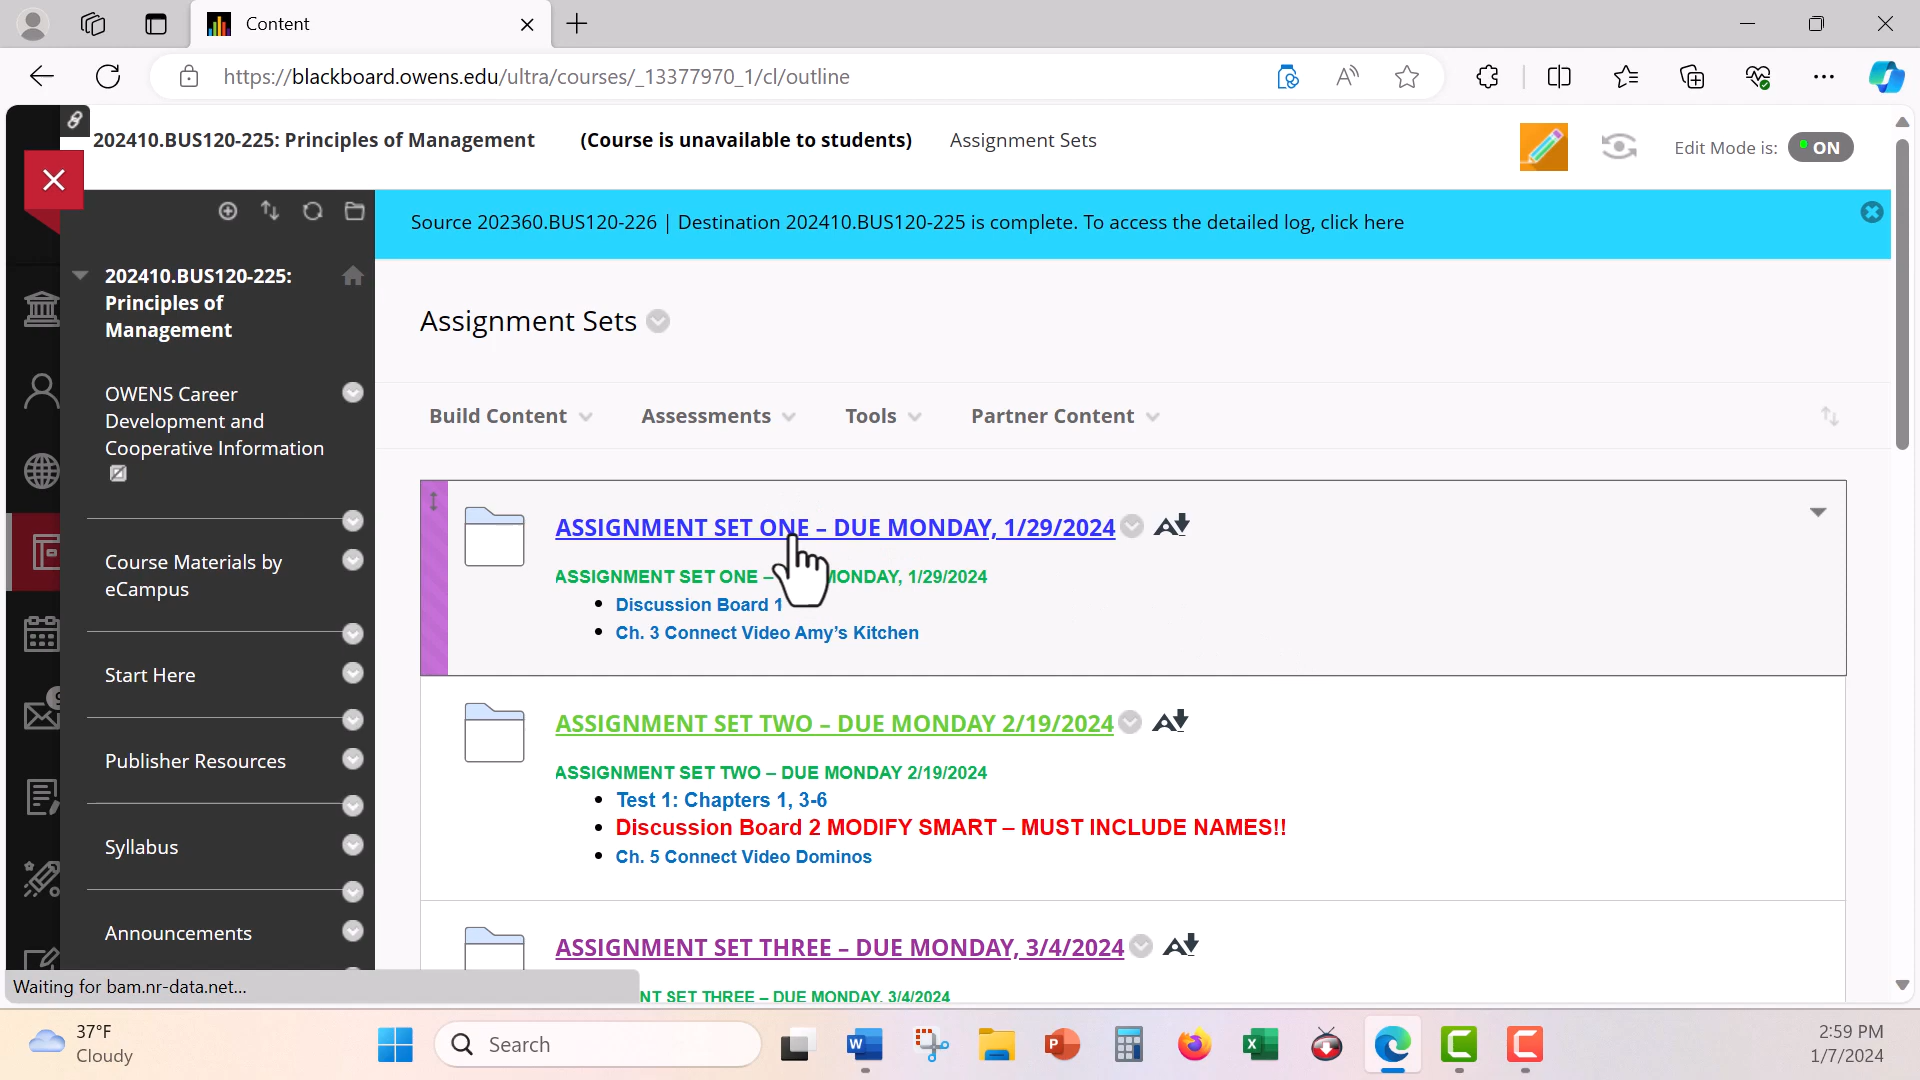 Content
https://blackboard.owens.edu/ultra/courses/_13377970_1/cl/outline
202410.BUS120-225: Principles of Management (Course is unavailable to students) Assignment Sets
Edit Mode is: ON
Source 202360.BUS120-226 | Destination 202410.BUS120-225 is complete. To access the detailed log, click here
202410.BUS120-225:
Principles of
Management
OWENS Career
Development and
Cooperative Information
Course Materials by
eCampus
Start Here
Publisher Resources
Syllabus
Announcements
Assignment Sets
Build Content Assessments Tools Partner Content
ASSIGNMENT SET ONE – DUE MONDAY, 1/29/2024
ASSIGNMENT SET ONE – MONDAY, 1/29/2024
• Discussion Board 1
• Ch. 3 Connect Video Amy's Kitchen
ASSIGNMENT SET TWO – DUE MONDAY 2/19/2024
ASSIGNMENT SET TWO – DUE MONDAY 2/19/2024
• Test 1: Chapters 1, 3-6
• Discussion Board 2 MODIFY SMART – MUST INCLUDE NAMES!!
• Ch. 5 Connect Video Dominos
ASSIGNMENT SET THREE – DUE MONDAY, 3/4/2024
NT SET THREE – DUE MONDAY, 3/4/2024
Waiting for bam.nr-data.net...
37°F
Cloudy
Search
2:59 PM
1/7/2024